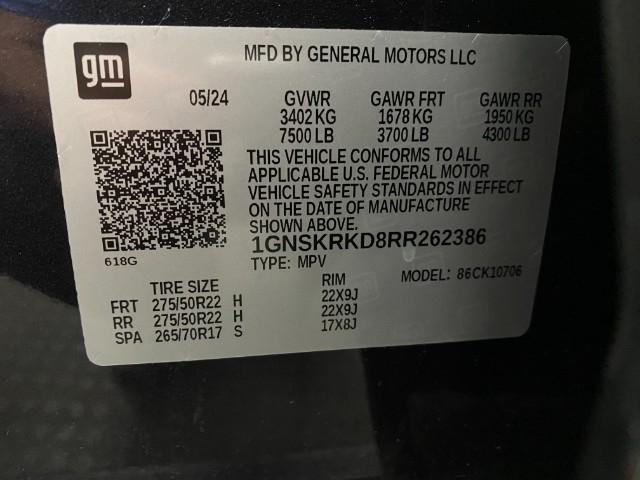 gm
MFD BY GENERAL MOTORS LLC
05/24 GVWR GAWR FRT GAWR RR
3402 KG 1678 KG 1950 KG
7500 LB 3700 LB 4300 LB
THIS VEHICLE CONFORMS TO ALL
APPLICABLE U.S. FEDERAL MOTOR
VEHICLE SAFETY STANDARDS IN EFFECT
ON THE DATE OF MANUFACTURE
SHOWN ABOVE.
1GNSKRKD8RR262386
618G
TYPE: MPV MODEL: 86CK10706
TIRE SIZE RIM
FRT 275/50R22 H 22X9J
RR 275/50R22 H 22X9J
SPA 265/70R17 S 17X8J